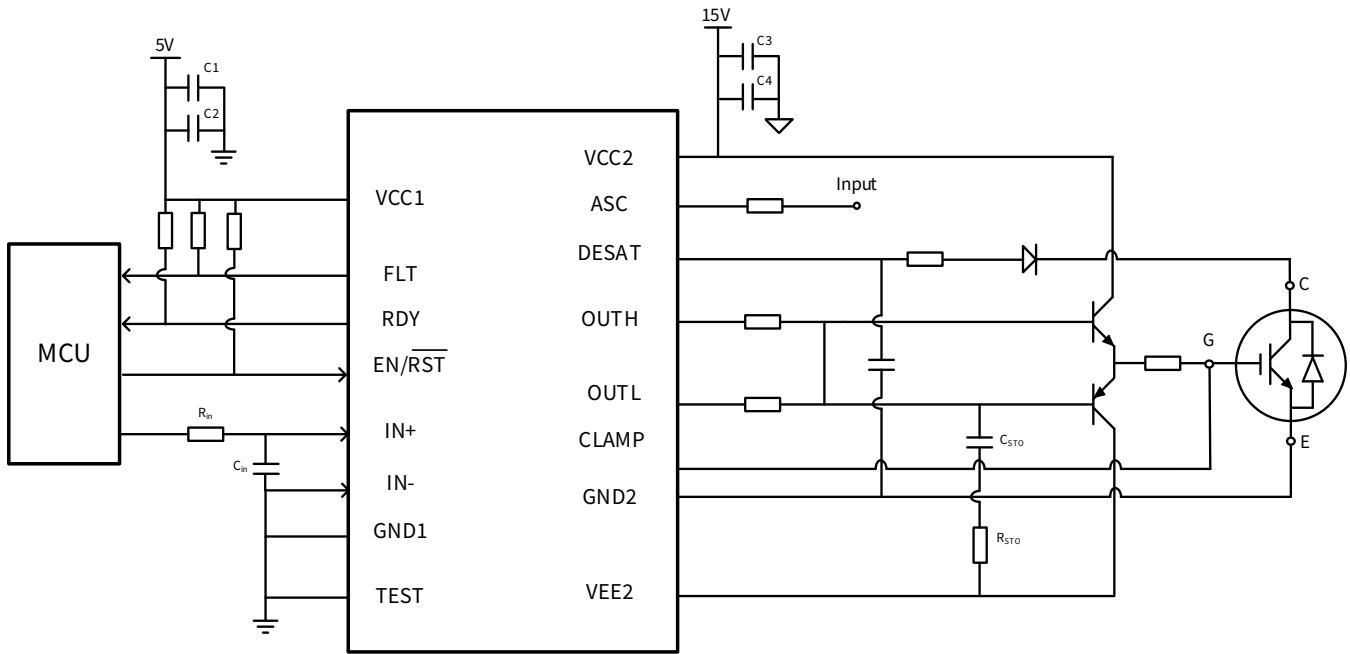 15V
C3
C4
5V
C1
C2
VCC2
Input
VCC1
ASC
DESAT
C
FLT
RDY
OUTH
MCU
EN/RST
G
OUTL
Rin
IN+
CLAMP
CSTO
E
Cin
IN-
GND2
GND1
RSTO
TEST
VEE2